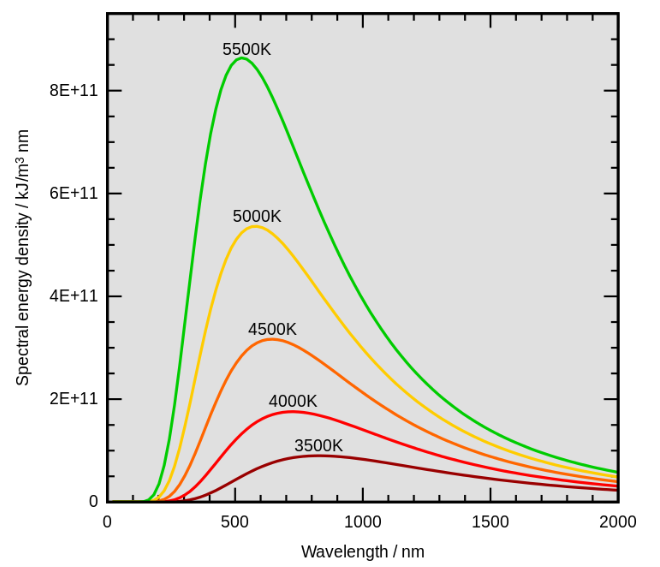 5500K
8E+11
5000K
6E+11
Spectral energy density / kJ/m³ nm
4E+11
4500K
4000K
2E+11
3500K
0
0 500 1000 1500 2000
Wavelength / nm